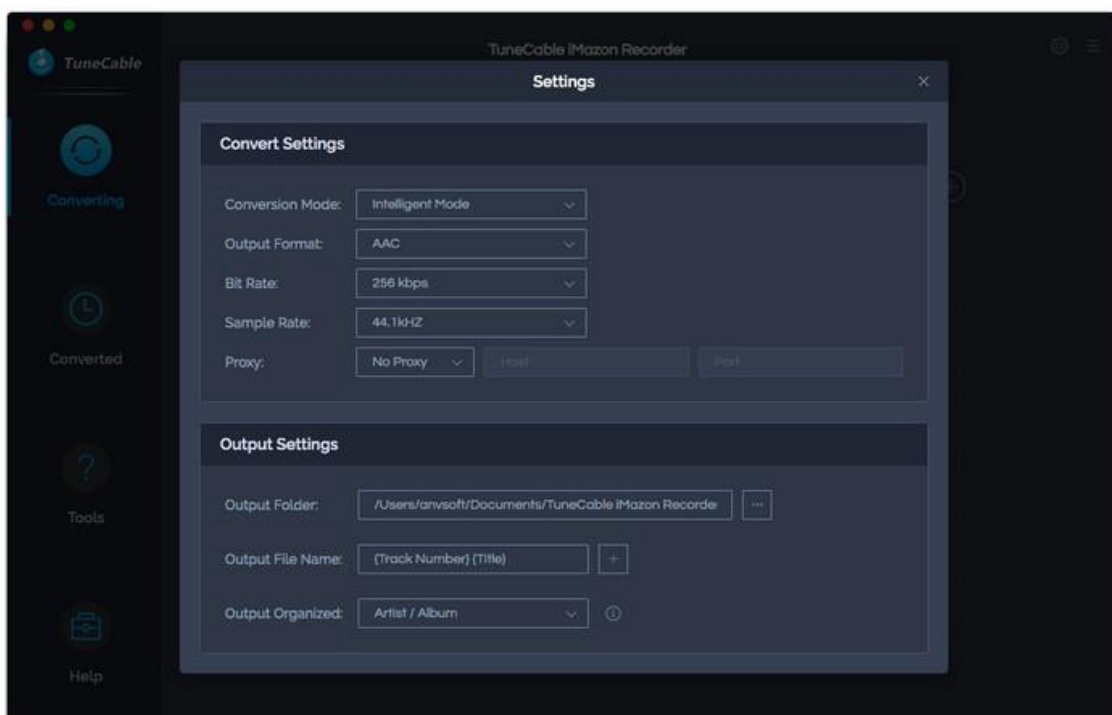 TuneCable iMazon Recorder
TuneCable
Settings
Convert Settings
Converting
Conversion Mode: Intelligent Mode
Output Format: AAC
Bit Rate: 256 kbps
Sample Rate: 44.1kHZ
Proxy: No Proxy Host Port
Converted
Output Settings
Output Folder: /Users/anvsoft/Documents/TuneCable iMazon Recorder
Tools
Output File Name: {Track Number} {Title}
Output Organized: Artist / Album
Help